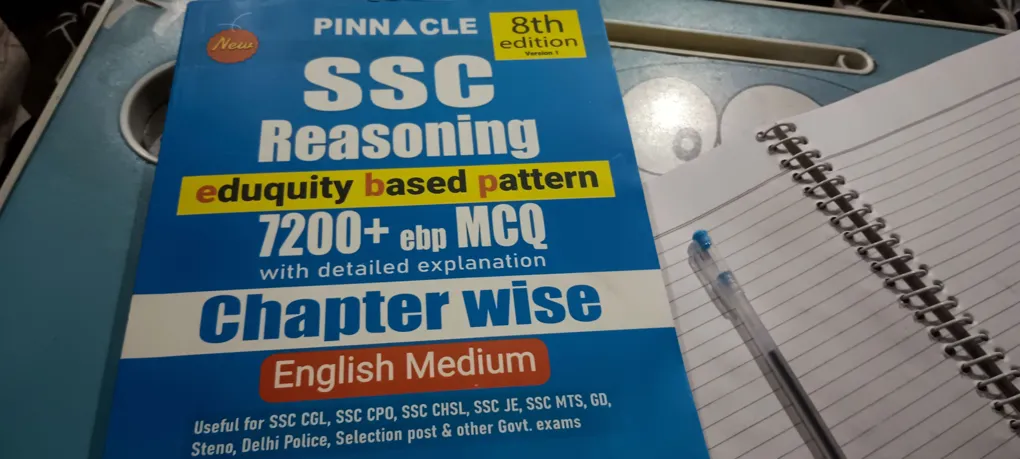 New
PINNACLE
8th
edition
Version 1
SSC
Reasoning
eduquity based pattern
7200+ ebp MCQ
with detailed explanation
Chapter wise
English Medium
Useful for SSC CGL, SSC CPO, SSC CHSL, SSC JE, SSC MTS, GD,
Steno, Delhi Police, Selection post & other Govt. exams